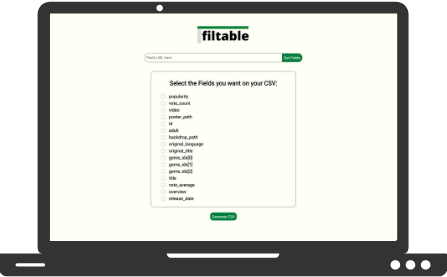 filtable
Paste URL here
Get Fields
Select the Fields you want on your CSV:
popularity
vote_count
video
poster_path
id
adult
backdrop_path
original_language
original_title
genre_ids[0]
genre_ids[1]
genre_ids[2]
title
vote_average
overview
release_date
Generate CSV